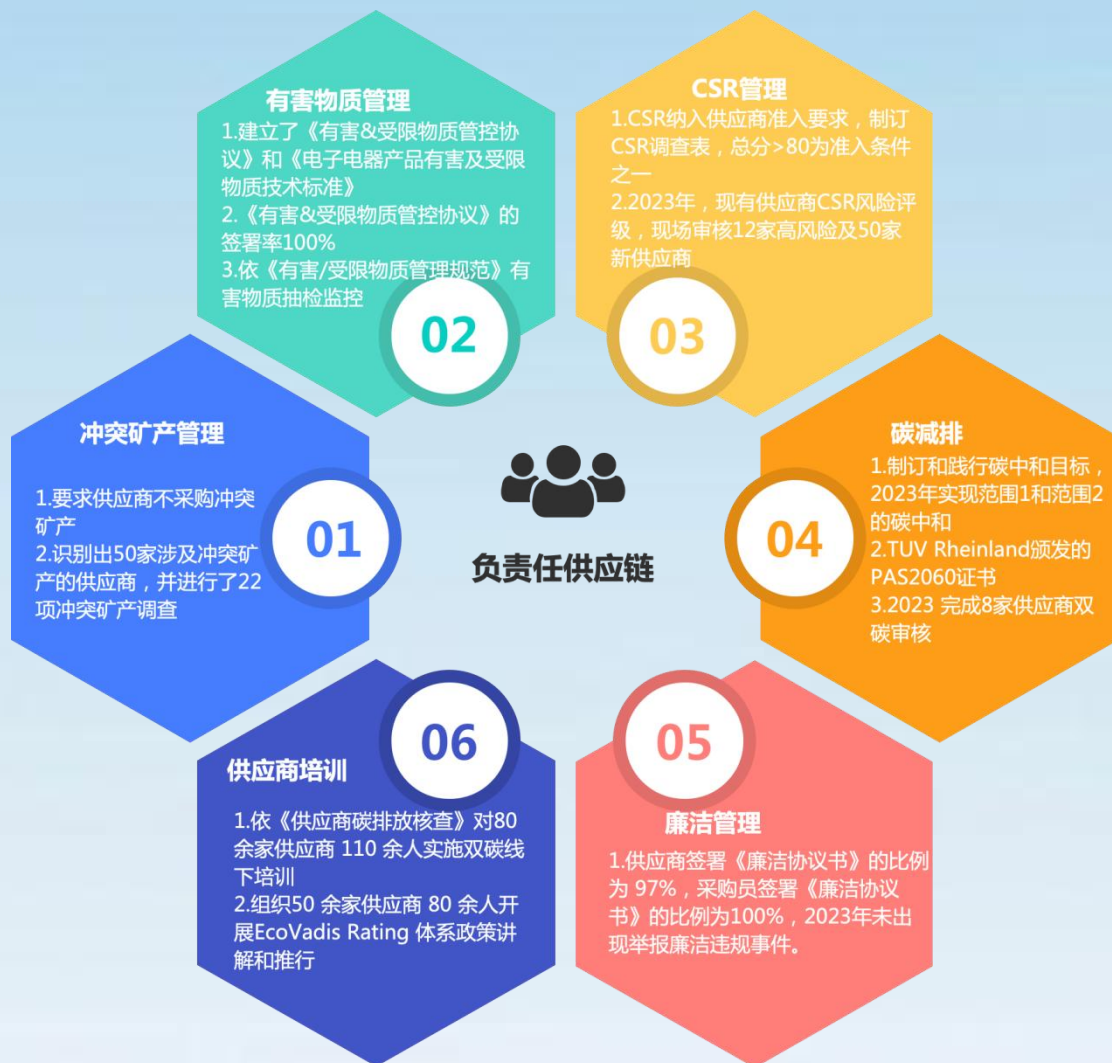 有害物质管理
1.建立了《有害&受限物质管控协
议》和《电子电器产品有害及受限
物质技术标准》
2.《有害&受限物质管控协议》的
签署率100%
3.依《有害/受限物质管理规范》有
害物质抽检监控
02
CSR管理
1.CSR纳入供应商准入要求，制订
CSR调查表，总分>80为准入条件
之一
2.2023年，现有供应商CSR风险评
级，现场审核12家高风险及50家
新供应商
03
冲突矿产管理
1.要求供应商不采购冲突
矿产
2.识别出50家涉及冲突矿
产的供应商，并进行了22
项冲突矿产调查
01
负责任供应链
碳减排
1.制订和践行碳中和目标，
2023年实现范围1和范围2
的碳中和
2.TUV Rheinland颁发的
PAS2060证书
3.2023 完成8家供应商双
碳审核
04
06
供应商培训
1.依《供应商碳排放核查》对80
余家供应商 110 余人实施双碳线
下培训
2.组织50 余家供应商 80 余人开
展EcoVadis Rating 体系政策讲
解和推行
05
廉洁管理
1.供应商签署《廉洁协议书》的比例
为 97%，采购员签署《廉洁协议
书》的比例为100%，2023年未出
现举报廉洁违规事件。